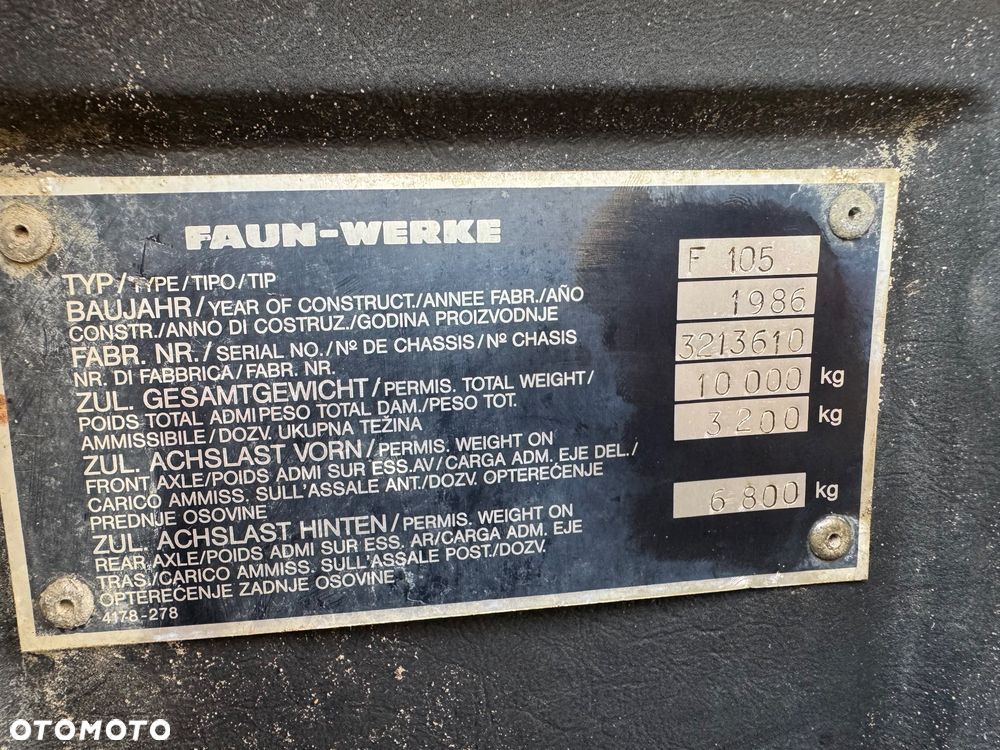 FAUN-WERKE
TYP/TYPE/TIPO/TIP F 105
BAUJAHR/YEAR OF CONSTRUCT./ANNEE FABR./AÑO 1986
CONSTR./ANNO DI COSTRUZ./GODINA PROIZVODNJE
FABR. NR./SERIAL NO./Nº DE CHASSIS/Nº CHASIS 3213610
NR. DI FABBRICA/FABR. NR.
ZUL. GESAMTGEWICHT/PERMIS. TOTAL WEIGHT/ 10 000 kg
POIDS TOTAL ADMI PESO TOTAL DAM./PESO TOT.
AMMISSIBILE/DOZV. UKUPNA TEŽINA 3 200 kg
ZUL. ACHSLAST VORN/PERMIS. WEIGHT ON
FRONT AXLE/POIDS ADMI SUR ESS.AV/CARGA ADM. EJE DEL./
CARICO AMMISS. SULL'ASSALE ANT./DOZV. OPTEREĆENJE
PREDNJE OSOVINE 6 800 kg
ZUL. ACHSLAST HINTEN/PERMIS. WEIGHT ON
REAR AXLE/POIDS ADMI SUR ESS. AR/CARGA ADM. EJE
TRAS./CARICO AMMISS. SULL'ASSALE POST./DOZV.
OPTEREĆENJE ZADNJE OSOVINE
4178-278
OTOMOTO